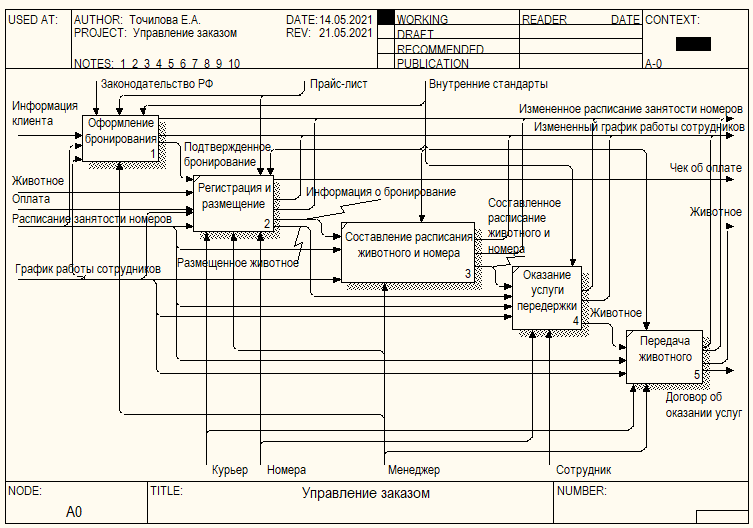 USED AT:
AUTHOR: Точилова Е.А.
DATE: 14.05.2021
PROJECT: Управление заказом
REV: 21.05.2021
NOTES: 1 2 3 4 5 6 7 8 9 10
WORKING
DRAFT
RECOMMENDED
PUBLICATION
READER
DATE
CONTEXT:
A-0
Законодательство РФ
Прайс-лист
Внутренние стандарты
Информация
клиента
Оформление
бронирования
1
Измененное расписание занятости номеров
Измененный график работы сотрудников
Подтвержденное
бронирование
Чек об оплате
Животное
Оплата
Расписание занятости номеров
Регистрация и
размещение
2
Информация о бронирование
Составленное
расписание
животного и
номера
Животное
Размещенное животное
Составление расписания
животного и номера
3
График работы сотрудников
Оказание
услуги
передержки
4
Животное
Передача
животного
5
Договор об
оказании услуг
Курьер
Номера
Менеджер
Сотрудник
NODE:
A0
TITLE:
Управление заказом
NUMBER: